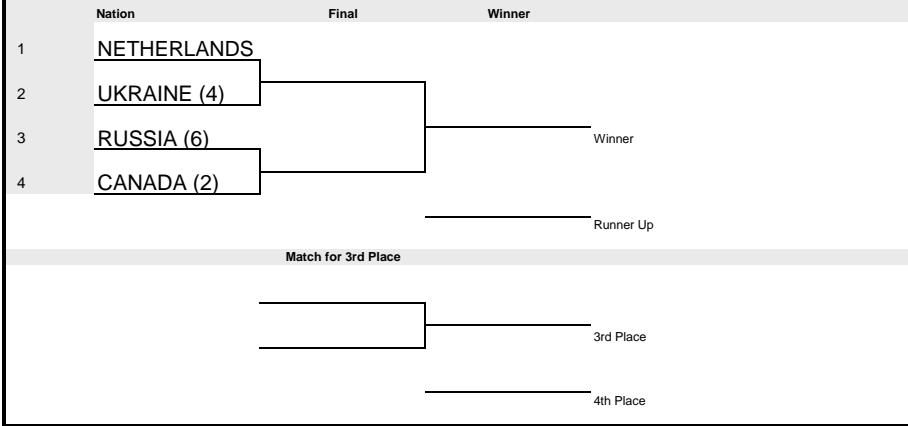 Nation Final Winner
1 NETHERLANDS
2 UKRAINE (4)
3 RUSSIA (6)
Winner
4 CANADA (2)
Runner Up
Match for 3rd Place
3rd Place
4th Place